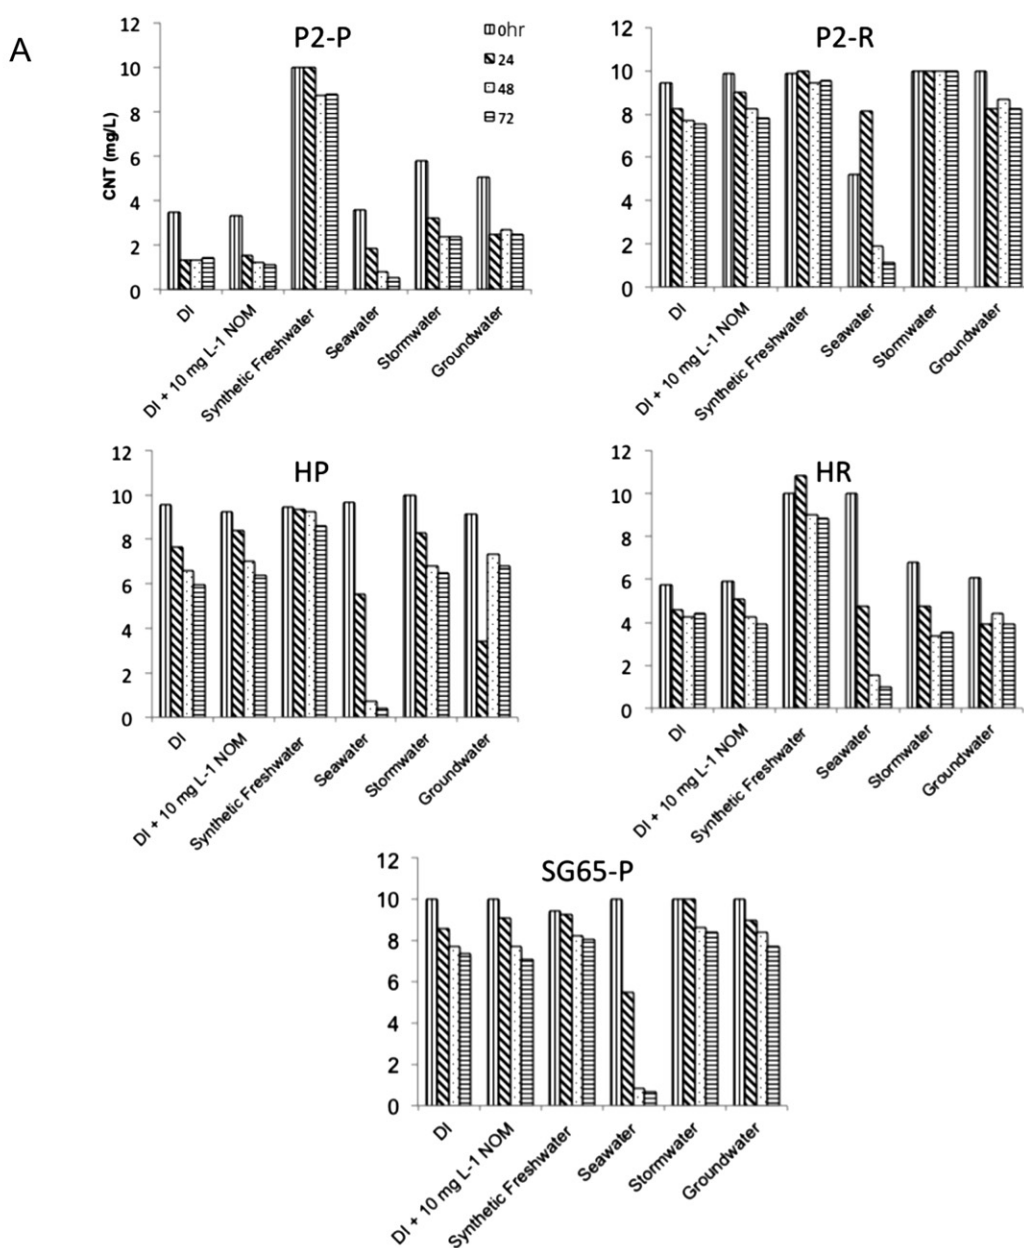 A
P2-P
0hr
24
48
72
CNT (mg/L)
12
10
8
6
4
2
0
DI
DI + 10 mg L-1 NOM
Synthetic Freshwater
Seawater
Stormwater
Groundwater
P2-R
12
10
8
6
4
2
0
DI
DI + 10 mg L-1 NOM
Synthetic Freshwater
Seawater
Stormwater
Groundwater
HP
12
10
8
6
4
2
0
DI
DI + 10 mg L-1 NOM
Synthetic Freshwater
Seawater
Stormwater
Groundwater
HR
12
10
8
6
4
2
0
DI
DI + 10 mg L-1 NOM
Synthetic Freshwater
Seawater
Stormwater
Groundwater
SG65-P
12
10
8
6
4
2
0
DI
DI + 10 mg L-1 NOM
Synthetic Freshwater
Seawater
Stormwater
Groundwater